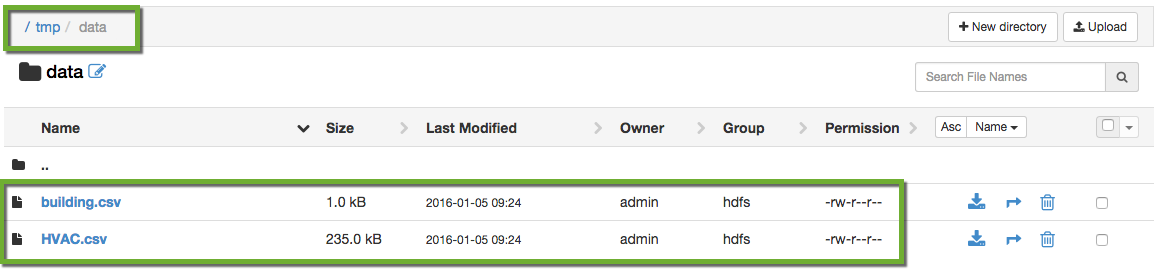 / tmp / data
New directory
Upload
data
Search File Names
Name Size Last Modified Owner Group Permission Asc Name
..
building.csv 1.0 kB 2016-01-05 09:24 admin hdfs -rw-r--r--
HVAC.csv 235.0 kB 2016-01-05 09:24 admin hdfs -rw-r--r--